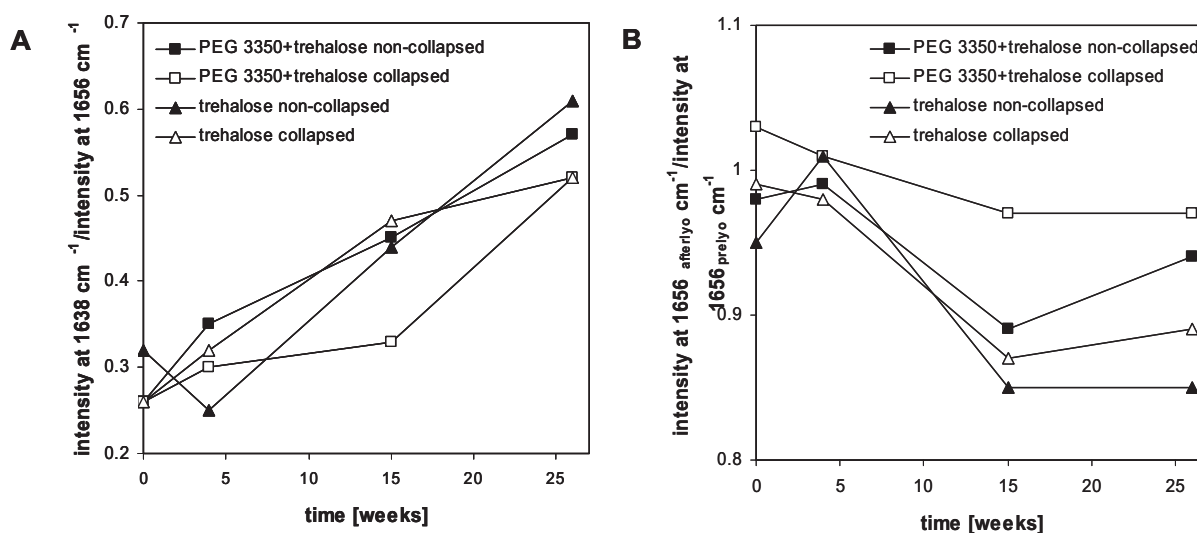 A
intensity at 1638 cm⁻¹/intensity at 1656 cm⁻¹
0.7
0.6
0.5
0.4
0.3
0.2
PEG 3350+trehalose non-collapsed
PEG 3350+trehalose collapsed
trehalose non-collapsed
trehalose collapsed
0 5 10 15 20 25
time [weeks]
B
intensity at 1656 afterlyo cm⁻¹/intensity at
1656 prelyo cm⁻¹
1.1
1
0.9
0.8
PEG 3350+trehalose non-collapsed
PEG 3350+trehalose collapsed
trehalose non-collapsed
trehalose collapsed
0 5 10 15 20 25
time [weeks]